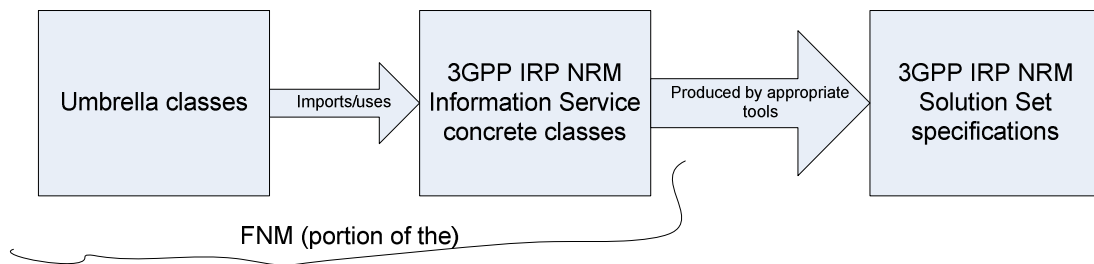 Umbrella classes
Imports/uses
3GPP IRP NRM
Information Service
concrete classes
Produced by appropriate
tools
3GPP IRP NRM
Solution Set
specifications
FNM (portion of the)